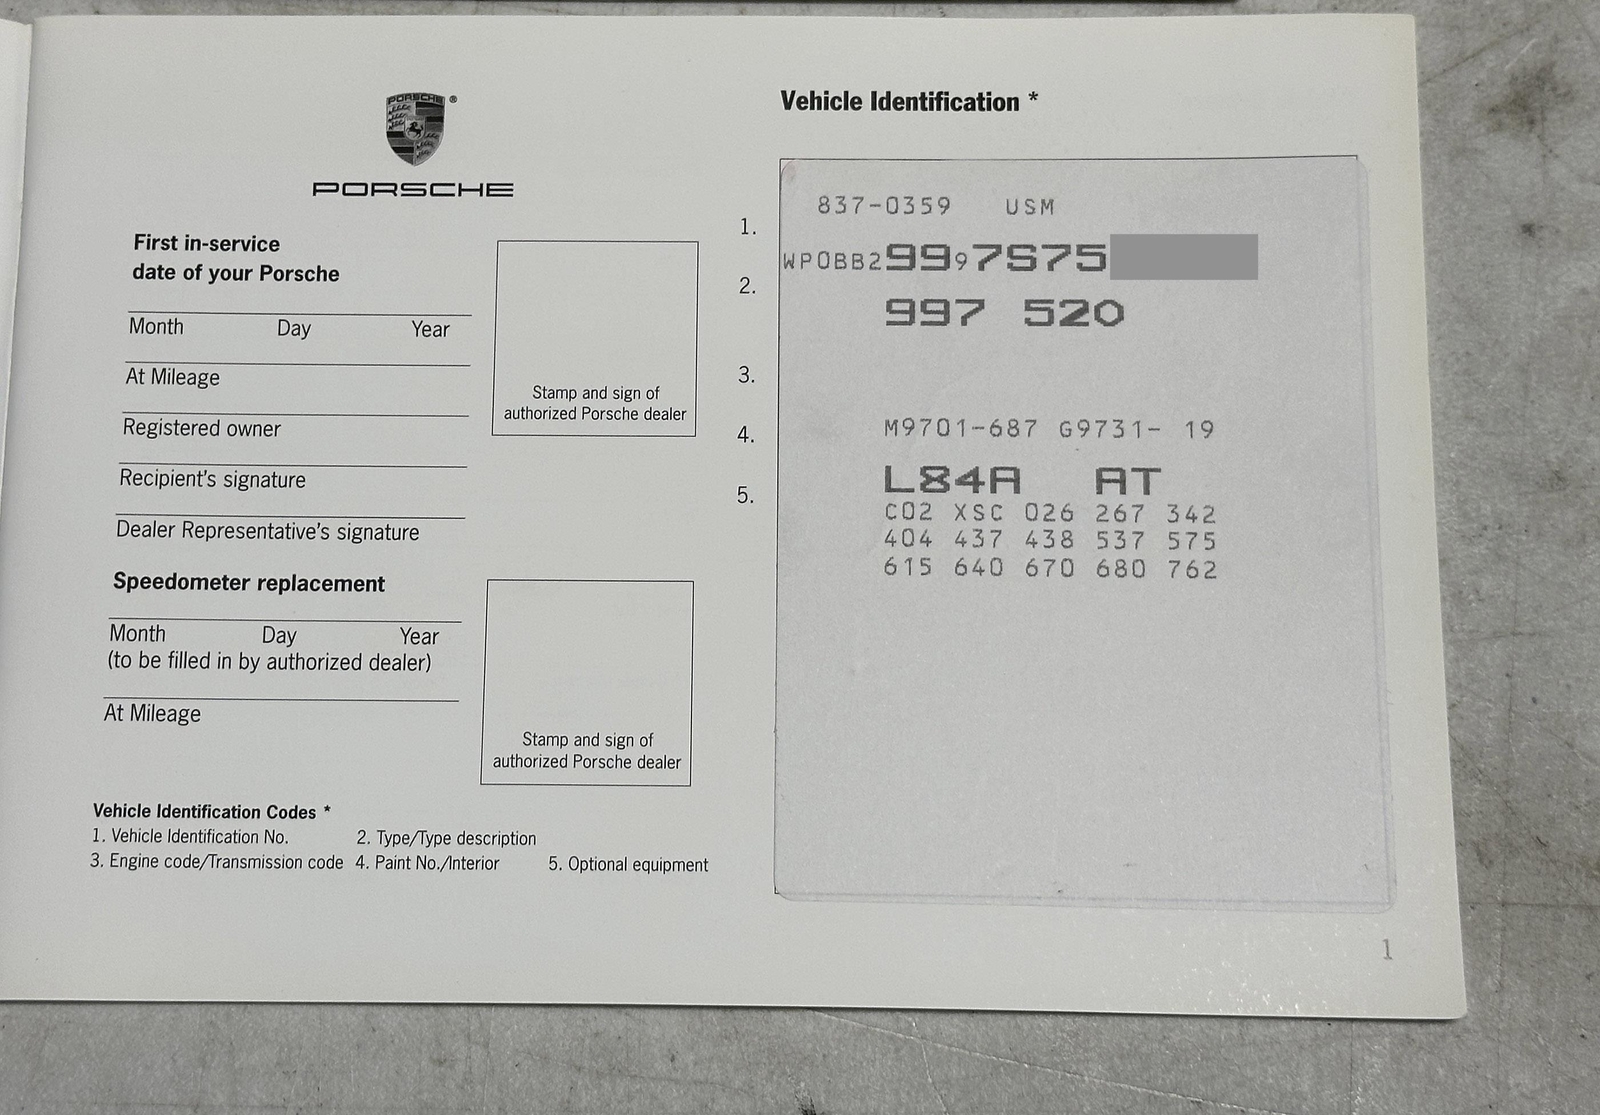 PORSCHE ®
PORSCHE
First in-service
date of your Porsche
Month Day Year
At Mileage
Registered owner
Recipient's signature
Dealer Representative's signature
Stamp and sign of
authorized Porsche dealer
Speedometer replacement
Month Day Year
(to be filled in by authorized dealer)
At Mileage
Stamp and sign of
authorized Porsche dealer
Vehicle Identification Codes *
1. Vehicle Identification No. 2. Type/Type description
3. Engine code/Transmission code 4. Paint No./Interior 5. Optional equipment
Vehicle Identification *
837-0359 USM
1.
WP0BB29997S75
2.
997 520
3.
M9701-687 G9731- 19
4.
L84A AT
5.
C02 XSC 026 267 342
404 437 438 537 575
615 640 670 680 762
1